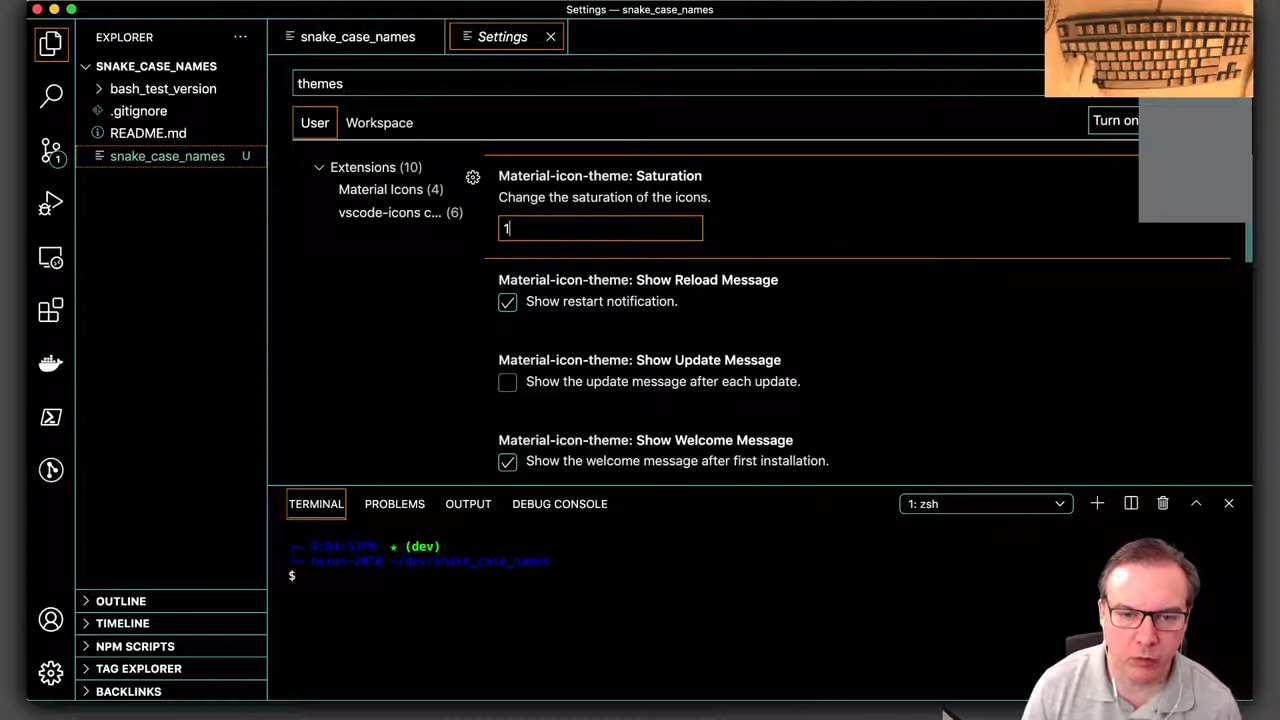 Settings — snake_case_names
EXPLORER
snake_case_names
Settings
SNAKE_CASE_NAMES
bash_test_version
.gitignore
README.md
snake_case_names U
themes
User
Workspace
Turn on
Extensions (10)
Material Icons (4)
vscode-icons c... (6)
Material-icon-theme: Saturation
Change the saturation of the icons.
1
Material-icon-theme: Show Reload Message
Show restart notification.
Material-icon-theme: Show Update Message
Show the update message after each update.
Material-icon-theme: Show Welcome Message
Show the welcome message after first installation.
1
TERMINAL
PROBLEMS
OUTPUT
DEBUG CONSOLE
1: zsh
★ (dev)
~/dev/snake_case_names
$
OUTLINE
TIMELINE
NPM SCRIPTS
TAG EXPLORER
BACKLINKS